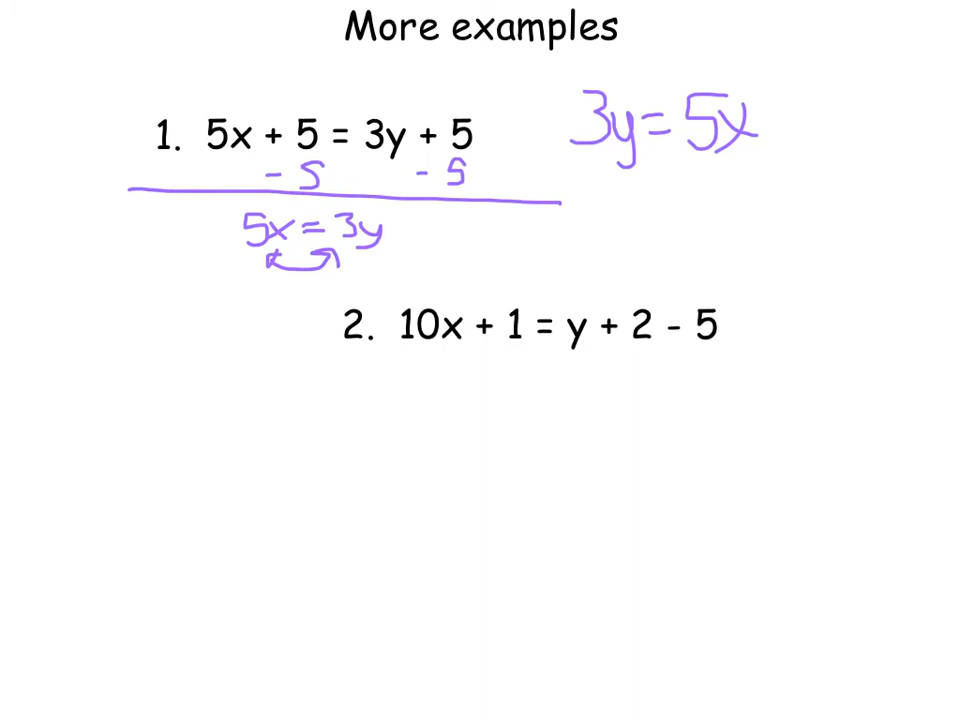 More examples
1. 5x + 5 = 3y + 5
3y = 5x
- 5 - 5
5x = 3y
2. 10x + 1 = y + 2 - 5